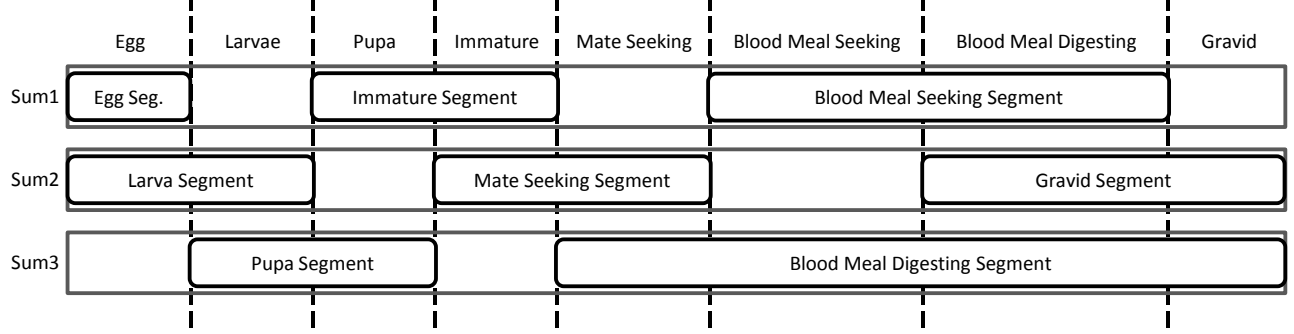 Egg Larvae Pupa Immature Mate Seeking Blood Meal Seeking Blood Meal Digesting Gravid
Sum1 Egg Seg. Immature Segment Blood Meal Seeking Segment
Sum2 Larva Segment Mate Seeking Segment Gravid Segment
Sum3 Pupa Segment Blood Meal Digesting Segment